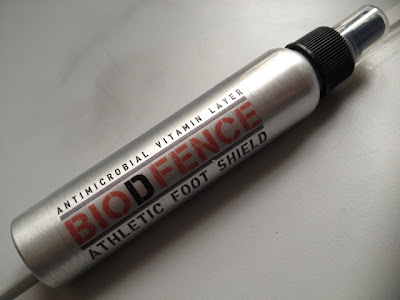 ANTIMICROBIAL VITAMIN LAYER
BIODFENCE
ATHLETIC FOOT SHIELD